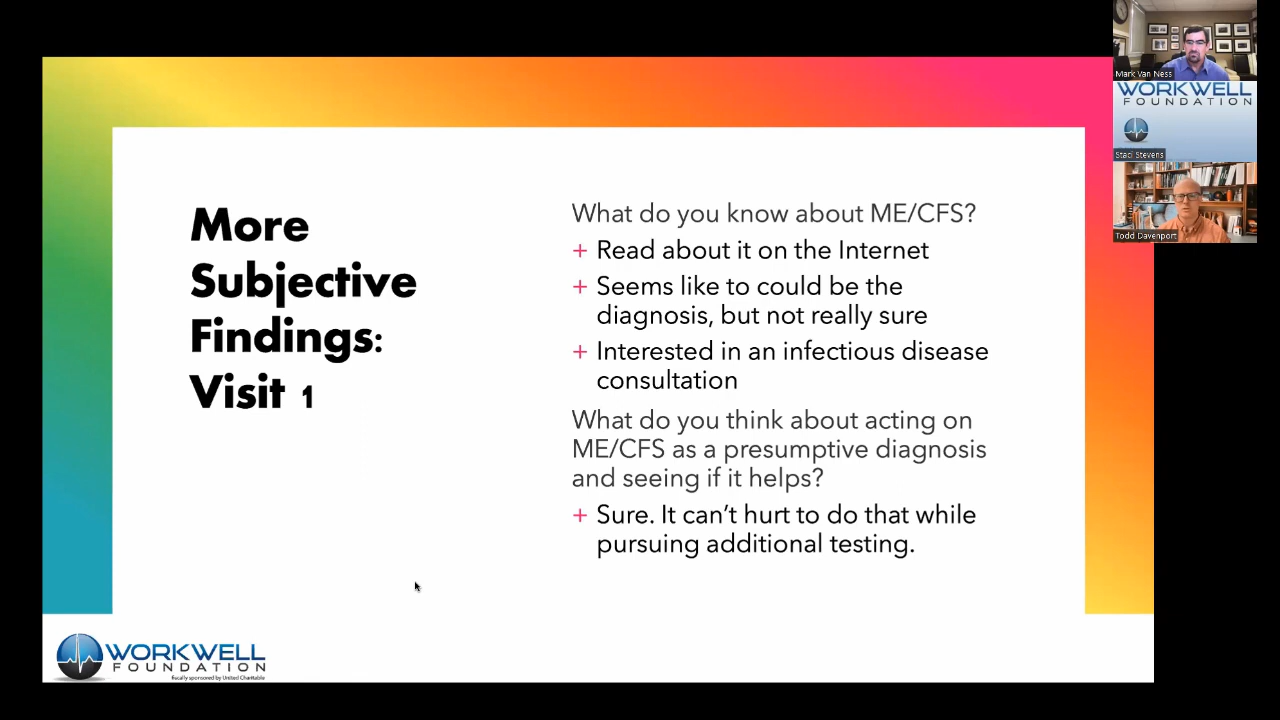 More
Subjective
Findings:
Visit 1
What do you know about ME/CFS?
+ Read about it on the Internet
+ Seems like to could be the
diagnosis, but not really sure
+ Interested in an infectious disease
consultation
What do you think about acting on
ME/CFS as a presumptive diagnosis
and seeing if it helps?
+ Sure. It can't hurt to do that while
pursuing additional testing.
WORKWELL
FOUNDATION
fiscally sponsored by United Charitable
Mark Van Ness
WORKWELL
FOUNDATION
Staci Stevens
Todd Davenport